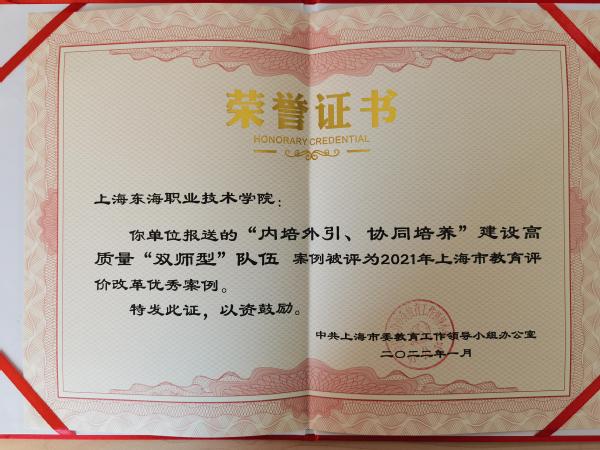 荣誉证书
HONORARY CREDENTIAL
上海东海职业技术学院：
你单位报送的“内培外引、协同培养”建设高
质量“双师型”队伍 案例被评为2021年上海市教育评
价改革优秀案例。
特发此证，以资鼓励。
中共上海市委教育工作领导小组办公室
二〇二二年一月